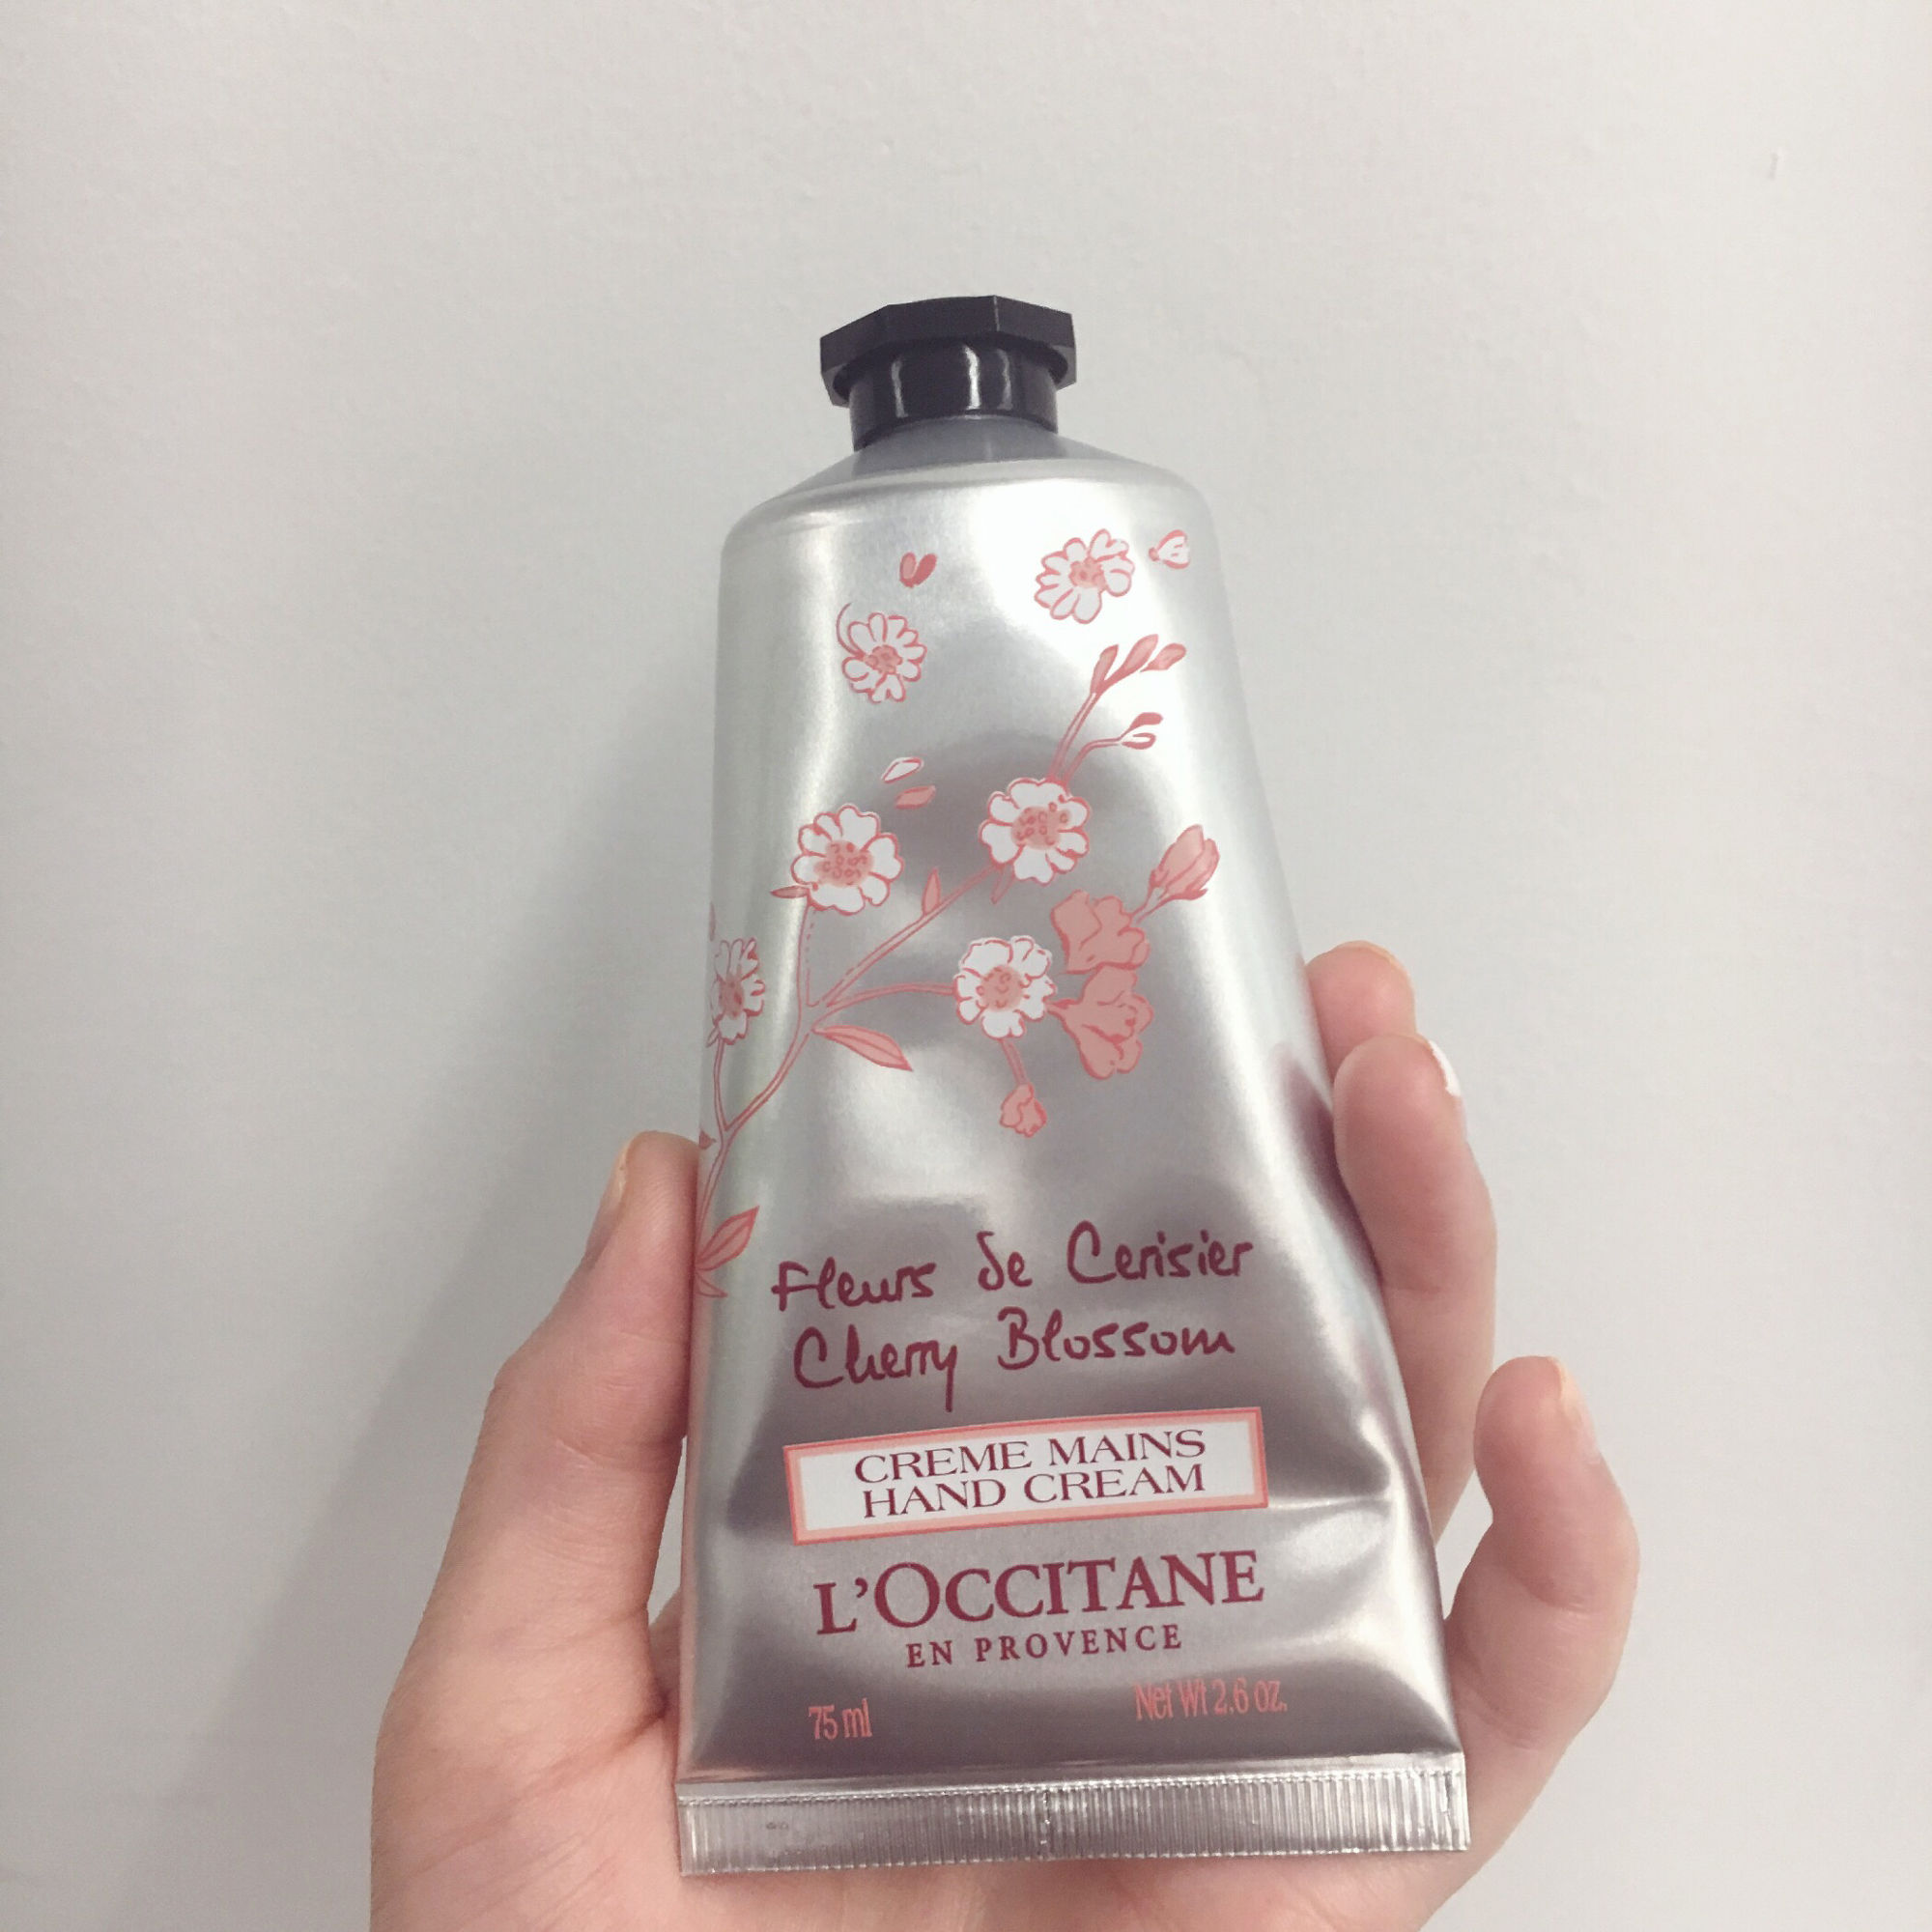 Fleurs de Cerisier
Cherry Blossom
CREME MAINS
HAND CREAM
L'OCCITANE
EN PROVENCE
75 ml
Net Wt 2.6 oz.